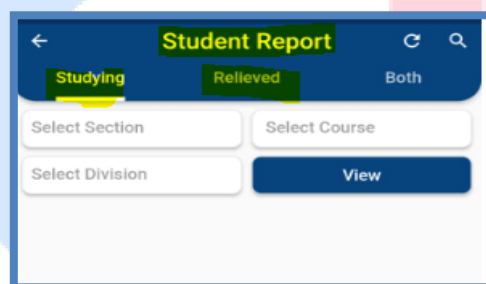 Student Report
Studying Relieved Both
Select Section Select Course
Select Division View